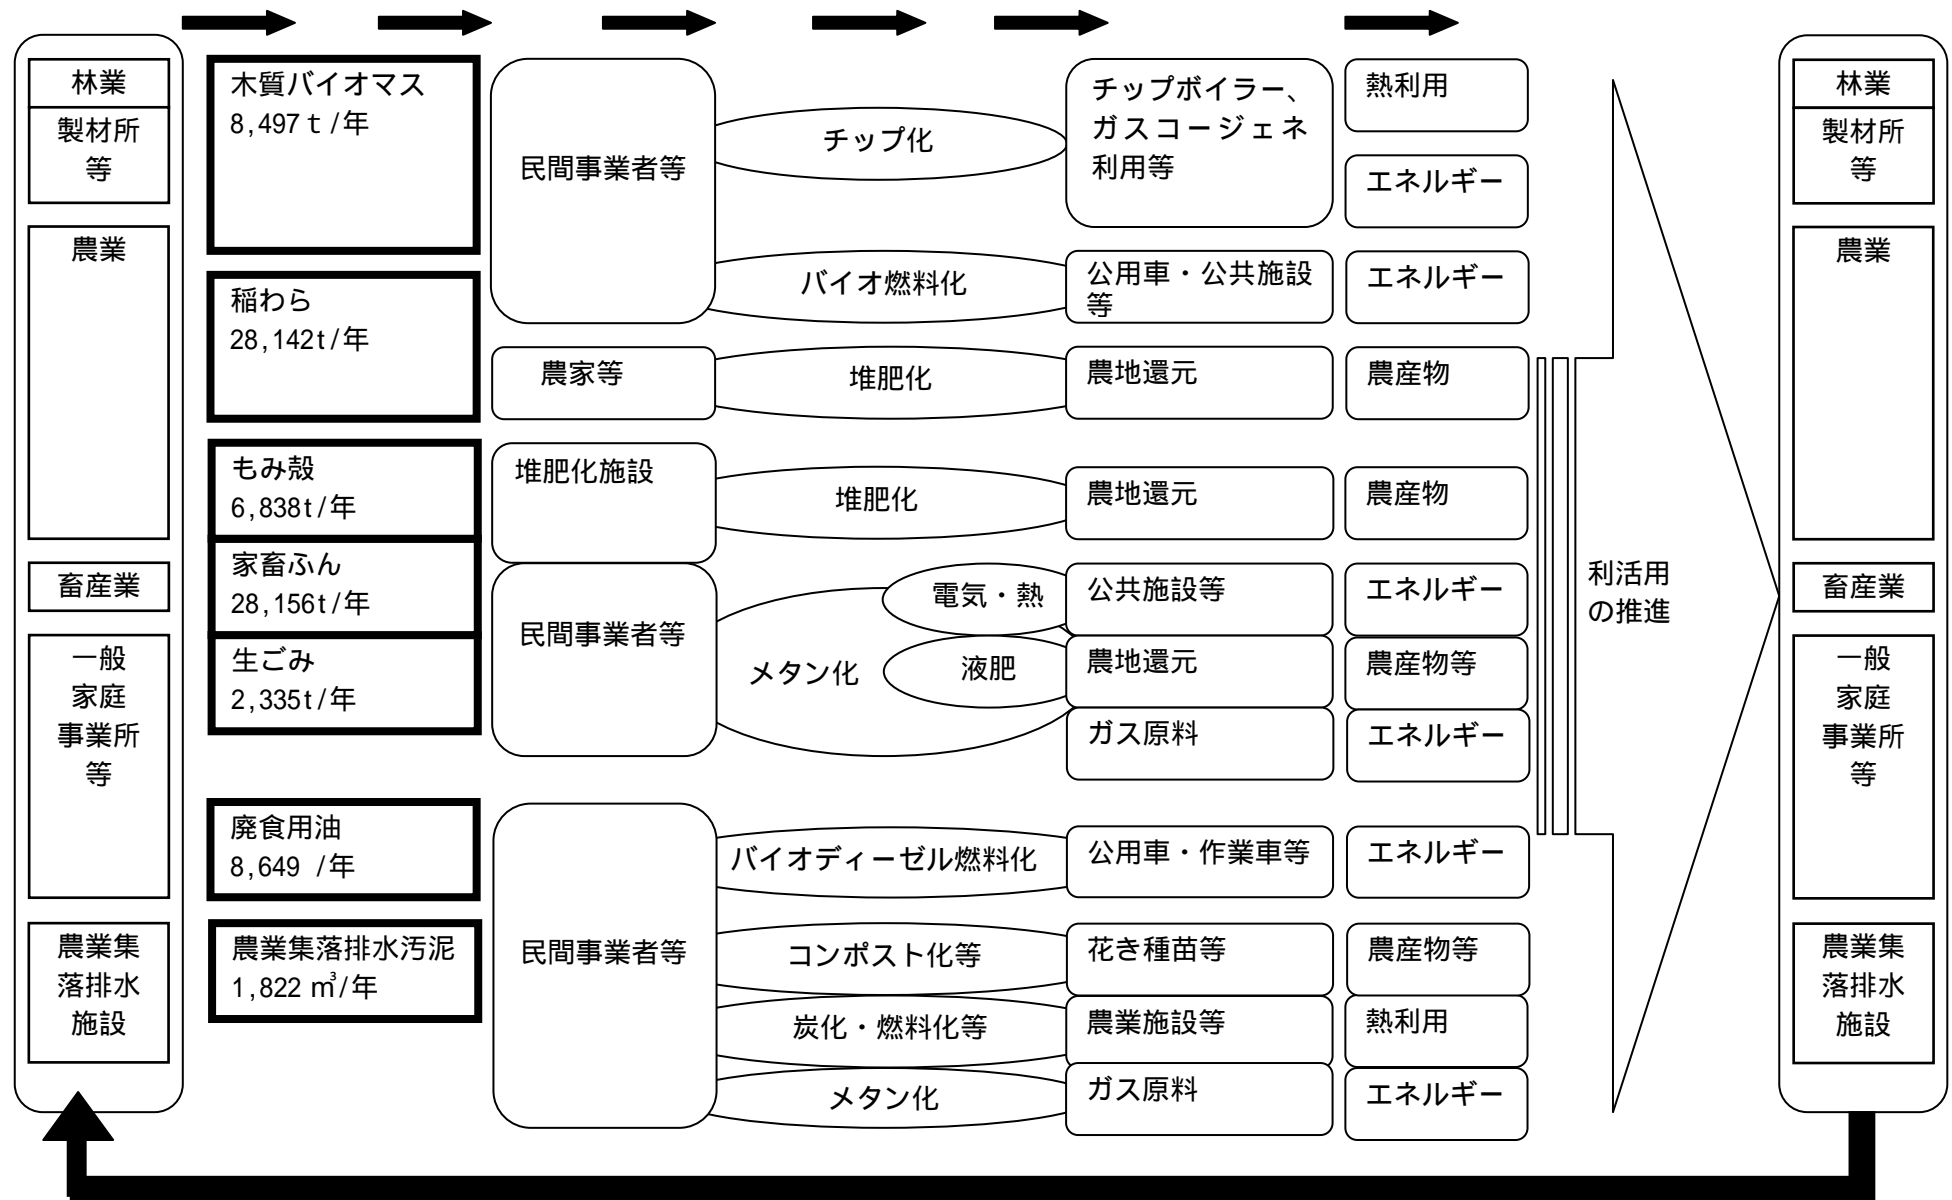 林業
製材所
等
農業
畜産業
一般
家庭
事業所
等
農業集
落排水
施設
木質バイオマス
8,497ｔ/年
稲わら
28,142t/年
もみ殻
6,838t/年
家畜ふん
28,156t/年
生ごみ
2,335t/年
廃食用油
8,649 /年
農業集落排水汚泥
1,822 ㎥/年
民間事業者等
農家等
堆肥化施設
民間事業者等
民間事業者等
チップ化
バイオ燃料化
堆肥化
堆肥化
電気・熱
メタン化
液肥
バイオディーゼル燃料化
コンポスト化等
炭化・燃料化等
メタン化
チップボイラー、
ガスコージェネ
利用等
公用車・公共施設
等
農地還元
農地還元
公共施設等
農地還元
ガス原料
公用車・作業車等
花き種苗等
農業施設等
ガス原料
熱利用
エネルギー
エネルギー
農産物
農産物
エネルギー
農産物等
エネルギー
エネルギー
農産物等
熱利用
エネルギー
利活用
の推進
林業
製材所
等
農業
畜産業
一般
家庭
事業所
等
農業集
落排水
施設